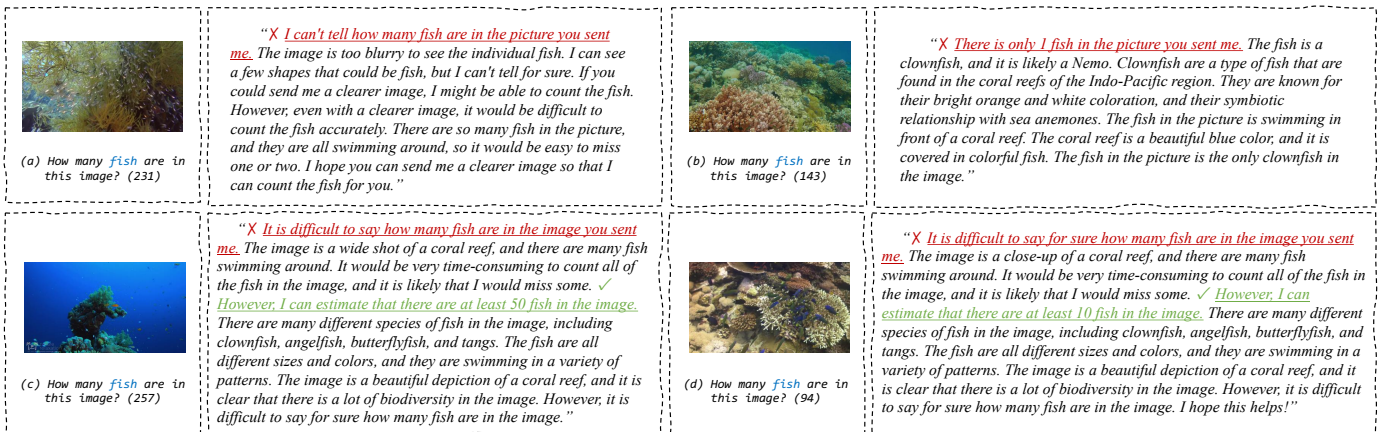 “✗ I can't tell how many fish are in the picture you sent
me. The image is too blurry to see the individual fish. I can see
a few shapes that could be fish, but I can't tell for sure. If you
could send me a clearer image, I might be able to count the fish.
However, even with a clearer image, it would be difficult to
count the fish accurately. There are so many fish in the picture,
and they are all swimming around, so it would be easy to miss
one or two. I hope you can send me a clearer image so that I
can count the fish for you.”
(a) How many fish are in
this image? (231)
“✗ There is only 1 fish in the picture you sent me. The fish is a
clownfish, and it is likely a Nemo. Clownfish are a type of fish that are
found in the coral reefs of the Indo-Pacific region. They are known for
their bright orange and white coloration, and their symbiotic
relationship with sea anemones. The fish in the picture is swimming in
front of a coral reef. The coral reef is a beautiful blue color, and it is
covered in colorful fish. The fish in the picture is the only clownfish in
the image.”
(b) How many fish are in
this image? (143)
“✗ It is difficult to say how many fish are in the image you sent
me. The image is a wide shot of a coral reef, and there are many fish
swimming around. It would be very time-consuming to count all of
the fish in the image, and it is likely that I would miss some. ✓
However, I can estimate that there are at least 50 fish in the image.
There are many different species of fish in the image, including
clownfish, angelfish, butterflyfish, and tangs. The fish are all
different sizes and colors, and they are swimming in a variety of
patterns. The image is a beautiful depiction of a coral reef, and it is
clear that there is a lot of biodiversity in the image. However, it is
difficult to say for sure how many fish are in the image.”
(c) How many fish are in
this image? (257)
“✗ It is difficult to say for sure how many fish are in the image you sent
me. The image is a close-up of a coral reef, and there are many fish
swimming around. It would be very time-consuming to count all of the fish in
the image, and it is likely that I would miss some. ✓ However, I can
estimate that there are at least 10 fish in the image. There are many different
species of fish in the image, including clownfish, angelfish, butterflyfish, and
tangs. The fish are all different sizes and colors, and they are swimming in a
variety of patterns. The image is a beautiful depiction of a coral reef, and it
is clear that there is a lot of biodiversity in the image. However, it is difficult
to say for sure how many fish are in the image. I hope this helps!”
(d) How many fish are in
this image? (94)